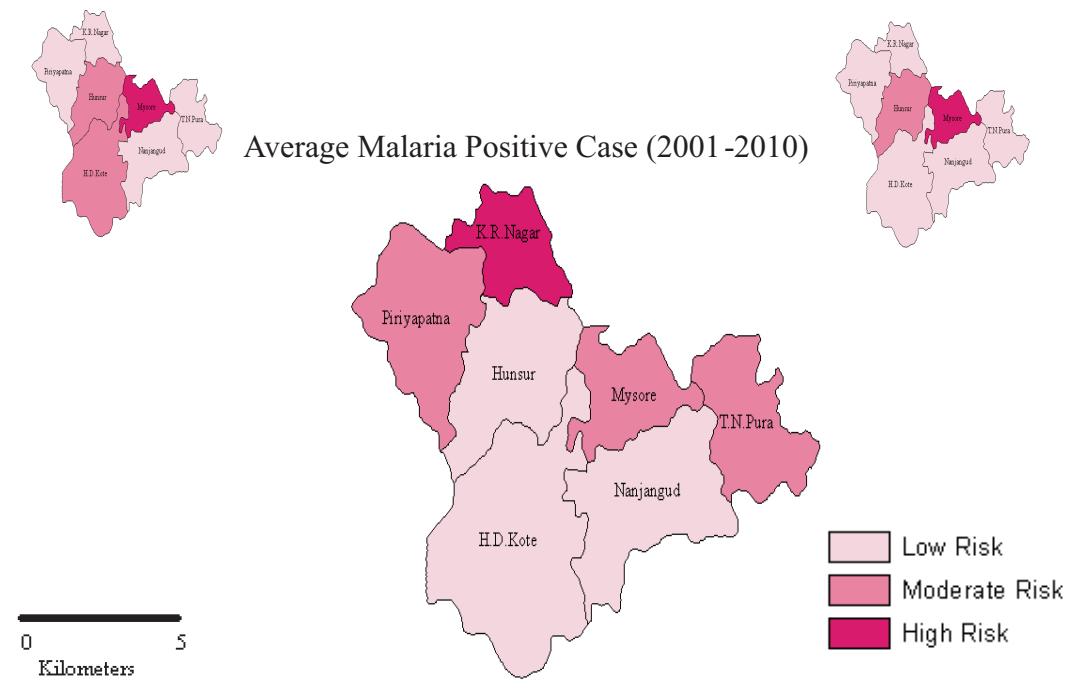 K.R.Nagar
Piriyapatna
Hunsur
Mysore
T.N.Pura
Nanjangud
H.D.Kote
K.R.Nagar
Piriyapatna
Hunsur
Mysore
T.N.Pura
Nanjangud
H.D.Kote
Average Malaria Positive Case (2001-2010)
K.R.Nagar
Piriyapatna
Hunsur
Mysore
T.N.Pura
Nanjangud
H.D.Kote
Low Risk
Moderate Risk
High Risk
0 5
Kilometers